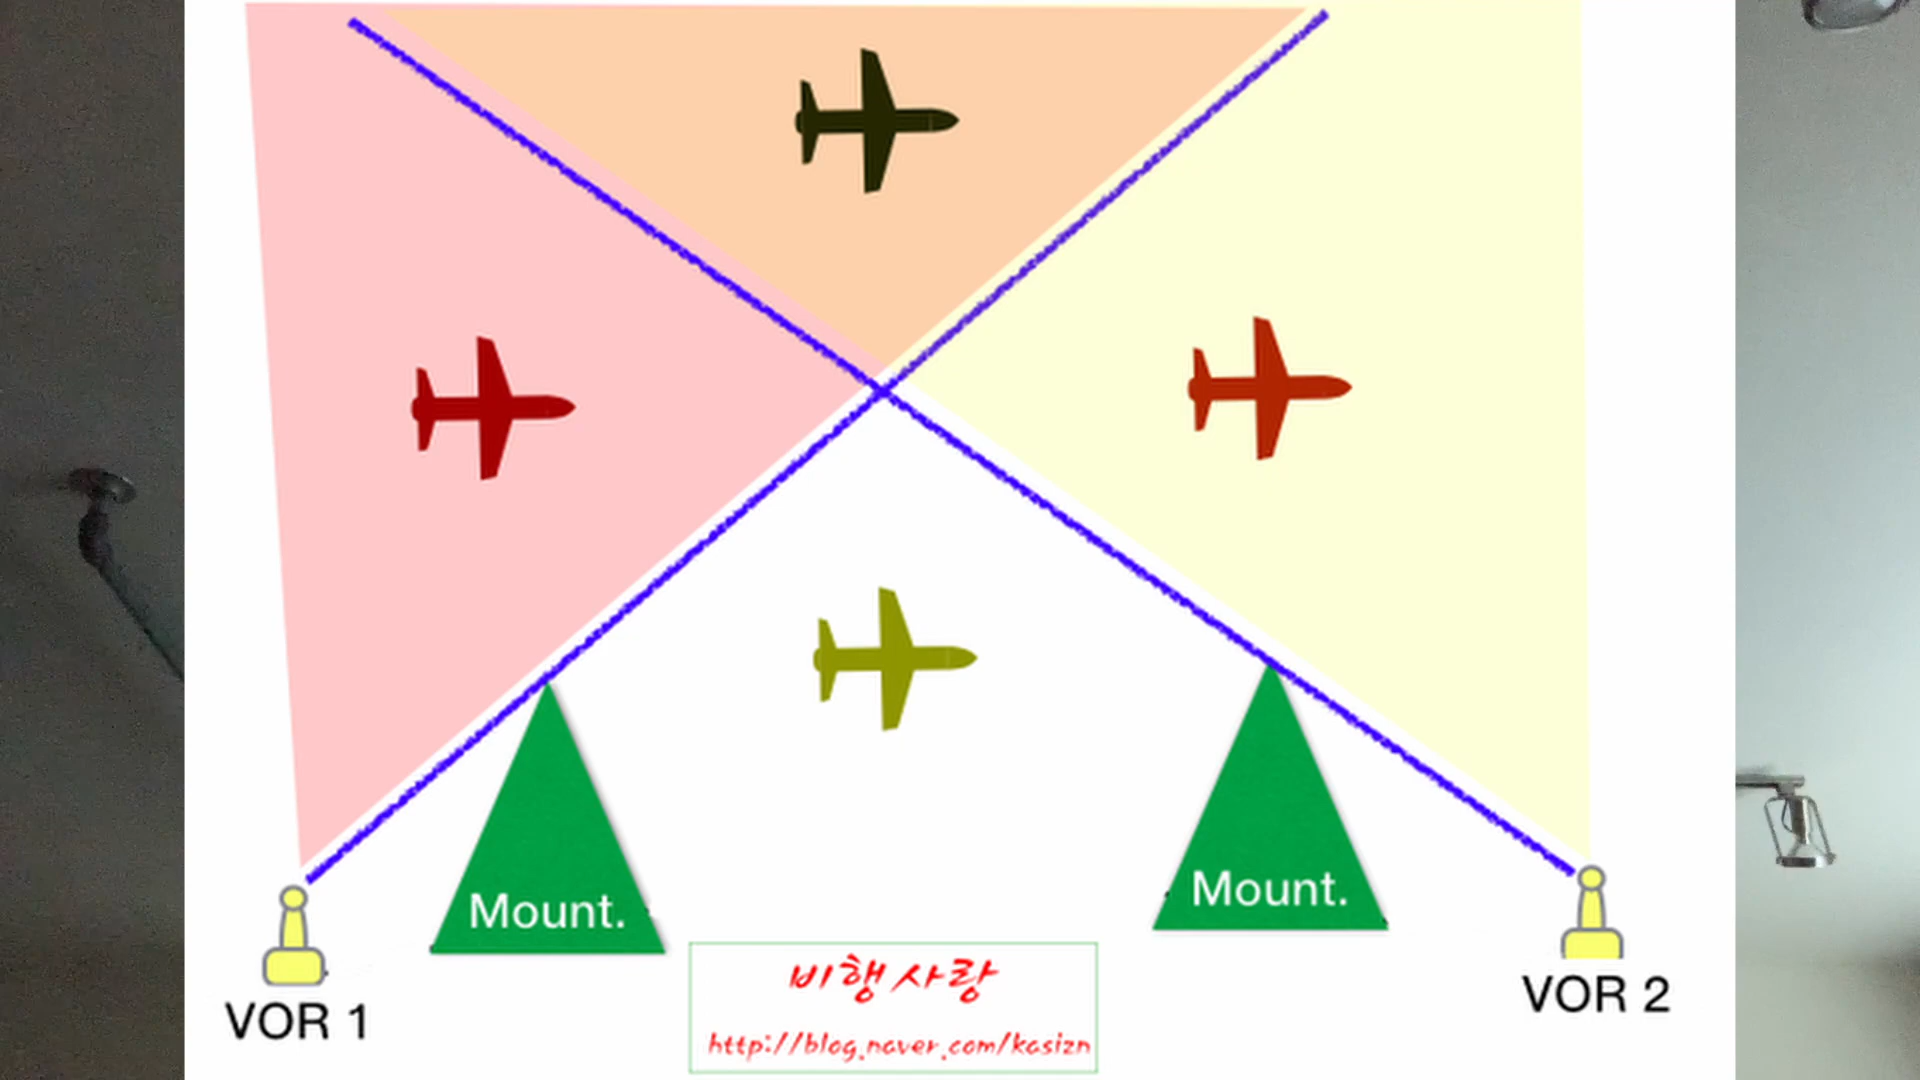 Mount.
Mount.
VOR 1
VOR 2
비행사랑
http://blog.naver.com/kasizn